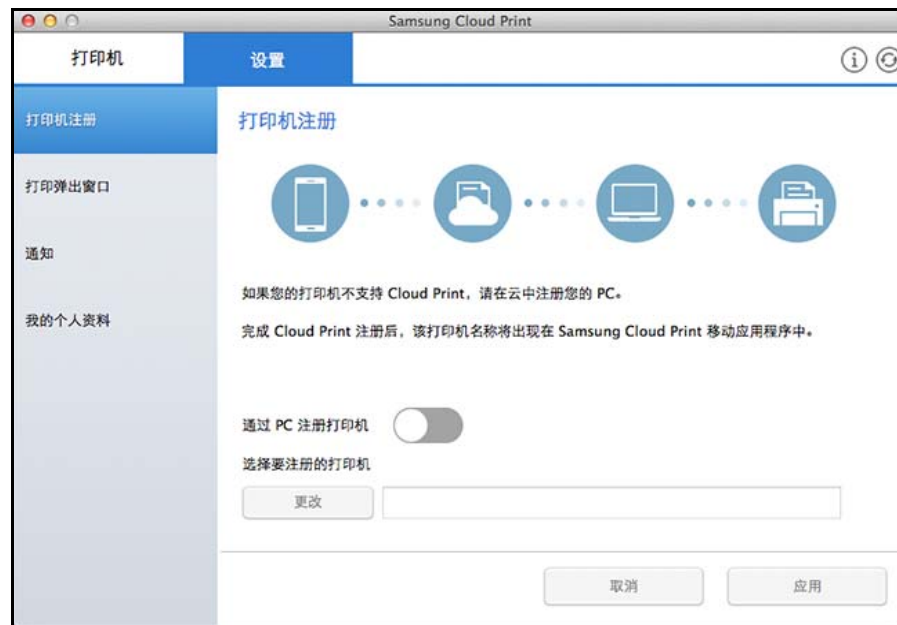 Samsung Cloud Print
打印机
设置
打印机注册
打印弹出窗口
通知
我的个人资料
打印机注册
如果您的打印机不支持 Cloud Print，请在云中注册您的 PC。
完成 Cloud Print 注册后，该打印机名称将出现在 Samsung Cloud Print 移动应用程序中。
通过 PC 注册打印机
选择要注册的打印机
更改
取消
应用